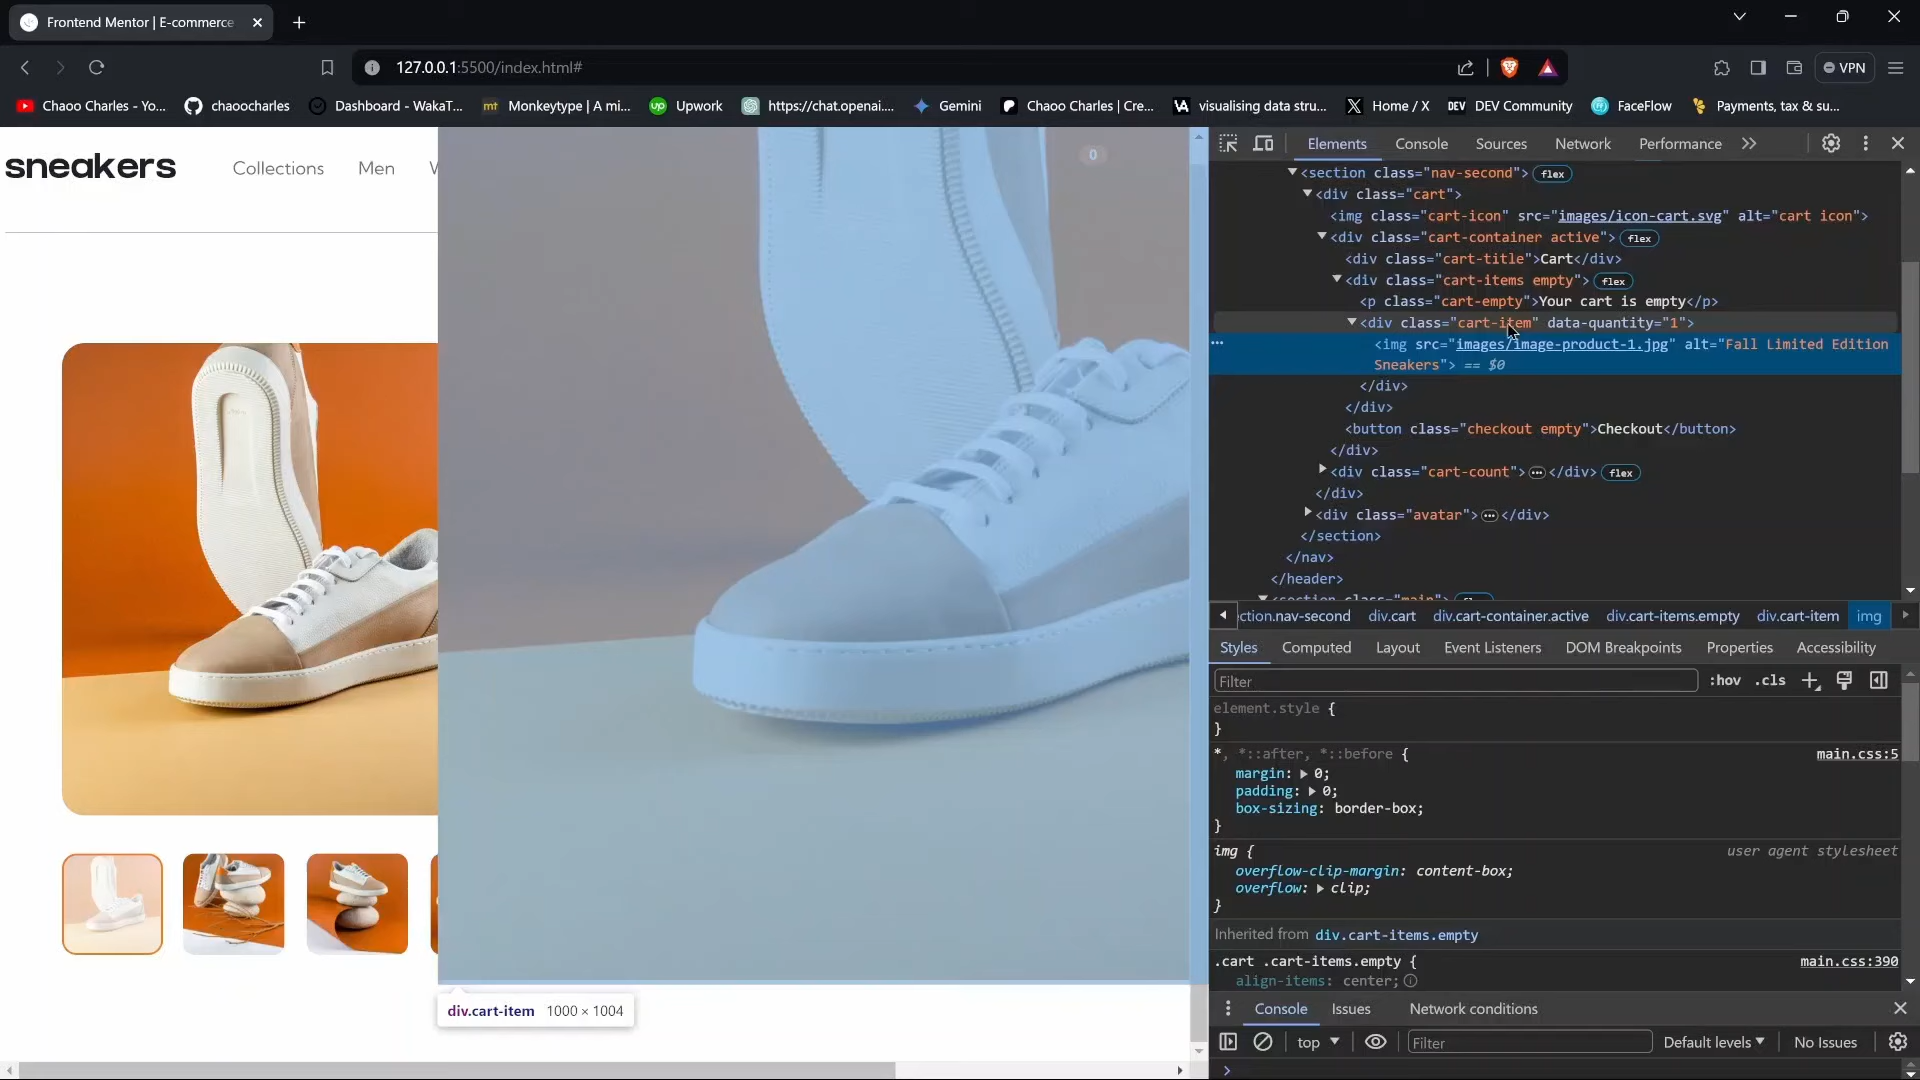 Frontend Mentor | E-commerce
127.0.0.1:5500/index.html#
VPN
Chaoo Charles - Yo...
chaoocharles
Dashboard - WakaT...
mt Monkeytype | A mi...
up Upwork
https://chat.openai....
Gemini
Chaoo Charles | Cre...
visualising data stru...
Home / X
DEV DEV Community
FaceFlow
Payments, tax & su...
sneakers
Collections
Men
0
div.cart-item 1000 × 1004
Elements
Console
Sources
Network
Performance
<section class="nav-second"> flex
<div class="cart">
<img class="cart-icon" src="images/icon-cart.svg" alt="cart icon">
<div class="cart-container active"> flex
<div class="cart-title">Cart</div>
<div class="cart-items empty"> flex
<p class="cart-empty">Your cart is empty</p>
<div class="cart-item" data-quantity="1">
<img src="images/image-product-1.jpg" alt="Fall Limited Edition
Sneakers"> == $0
</div>
</div>
<button class="checkout empty">Checkout</button>
</div>
<div class="cart-count"> </div> flex
</div>
<div class="avatar"> </div>
</section>
</nav>
</header>
<section class="main">
ction.nav-second
div.cart
div.cart-container.active
div.cart-items.empty
div.cart-item
img
Styles
Computed
Layout
Event Listeners
DOM Breakpoints
Properties
Accessibility
Filter
:hov
.cls
element.style {
}
*, *::after, *::before {
main.css:5
margin: 0;
padding: 0;
box-sizing: border-box;
}
img {
user agent stylesheet
overflow-clip-margin: content-box;
overflow: clip;
}
Inherited from div.cart-items.empty
.cart .cart-items.empty {
main.css:390
align-items: center;
Console
Issues
Network conditions
top
Filter
Default levels
No Issues